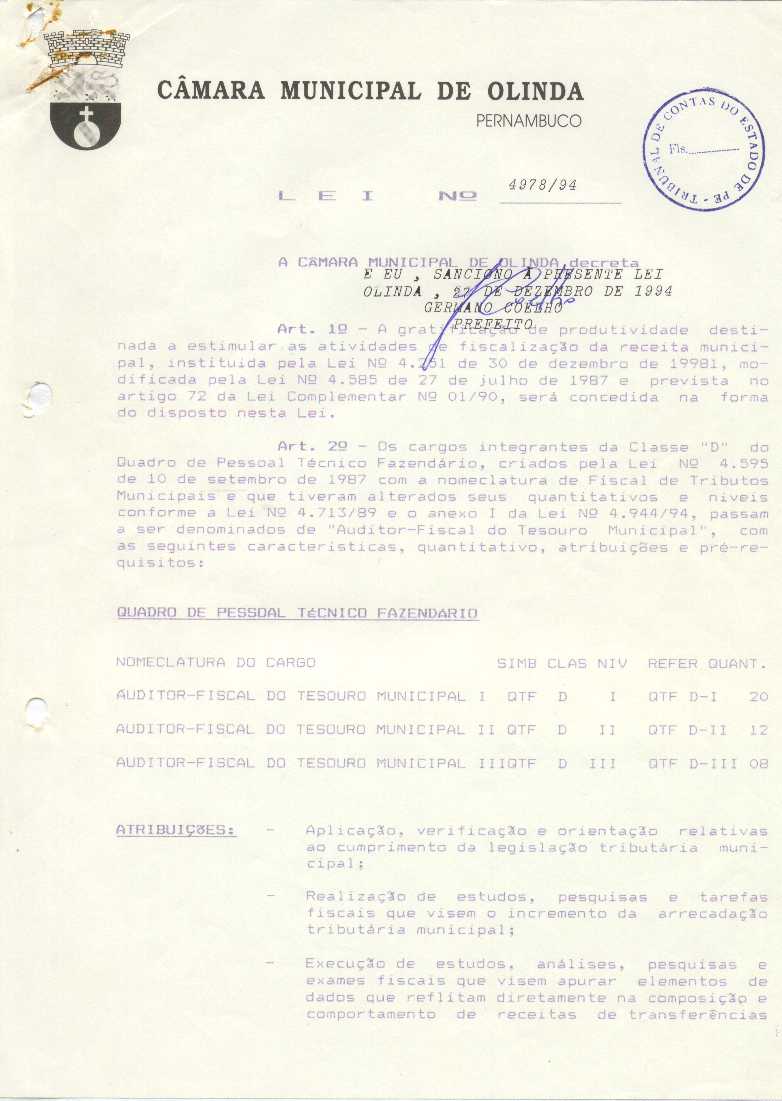 CÂMARA MUNICIPAL DE OLINDA
PERNAMBUCO
TRIBUNAL DE CONTAS DO ESTADO DE PE -
Fls.
L E I Nº 4978/94
A CÂMARA MUNICIPAL DE OLINDA decreta
E EU , SANCIONO A PRESENTE LEI
OLINDA , 27 DE DEZEMBRO DE 1994
GERMANO COELHO
PREFEITO
Art. 1º - A gratificação de produtividade desti-
nada a estimular as atividades de fiscalização da receita munici-
pal, instituida pela Lei Nº 4.251 de 30 de dezembro de 19981, mo-
dificada pela Lei Nº 4.585 de 27 de julho de 1987 e prevista no
artigo 72 da Lei Complementar Nº 01/90, será concedida na forma
do disposto nesta Lei.
Art. 2º - Os cargos integrantes da Classe "D" do
Quadro de Pessoal Técnico Fazendário, criados pela Lei Nº 4.595
de 10 de setembro de 1987 com a nomeclatura de Fiscal de Tributos
Municipais e que tiveram alterados seus quantitativos e niveis
conforme a Lei Nº 4.713/89 e o anexo I da Lei Nº 4.944/94, passam
a ser denominados de "Auditor-Fiscal do Tesouro Municipal", com
as seguintes caracteristicas, quantitativo, atribuições e pré-re-
quisitos:
QUADRO DE PESSOAL TéCNICO FAZENDARIO
NOMECLATURA DO CARGO SIMB CLAS NIV REFER QUANT.
AUDITOR-FISCAL DO TESOURO MUNICIPAL I QTF D I QTF D-I 20
AUDITOR-FISCAL DO TESOURO MUNICIPAL II QTF D II QTF D-II 12
AUDITOR-FISCAL DO TESOURO MUNICIPAL IIIQTF D III QTF D-III 08
ATRIBUIÇõES: - Aplicação, verificação e orientação relativas
ao cumprimento da legislação tributária muni-
cipal;
- Realização de estudos, pesquisas e tarefas
fiscais que visem o incremento da arrecadação
tributária municipal;
- Execução de estudos, análises, pesquisas e
exames fiscais que visem apurar elementos de
dados que reflitam diretamente na composição e
comportamento de receitas de transferências